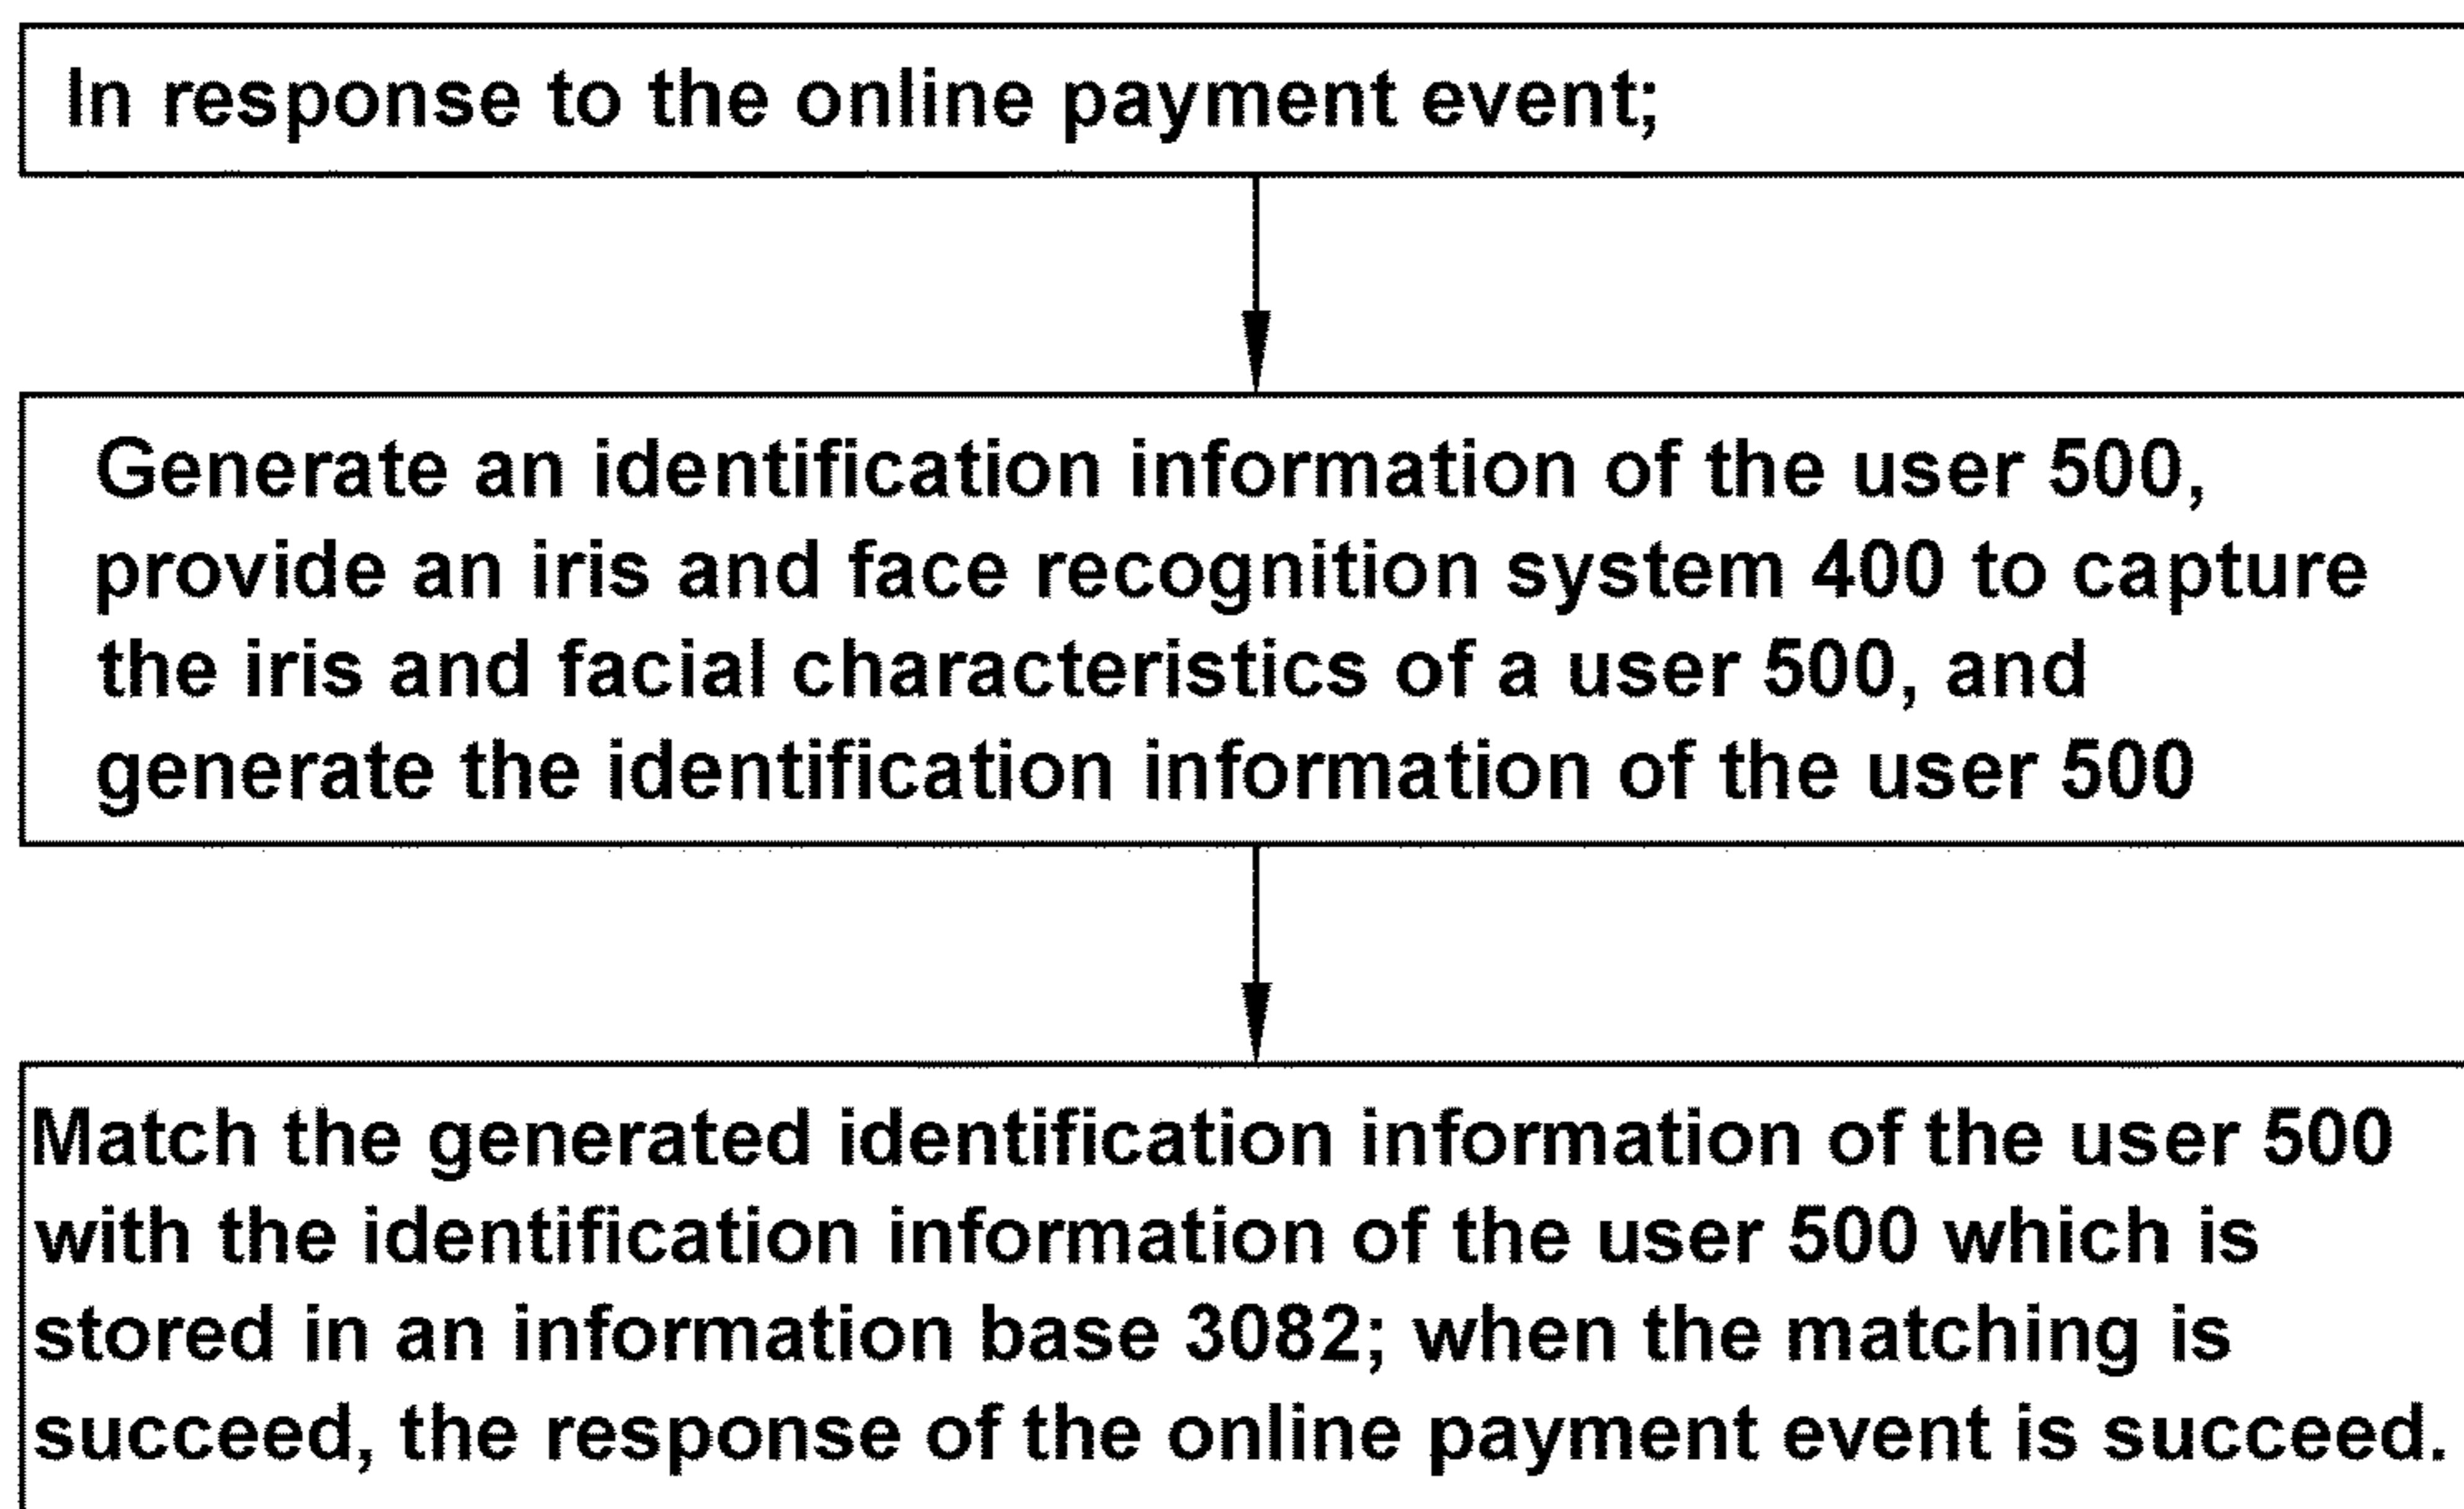 In response to the online payment event;
Generate an identification information of the user 500,
provide an iris and face recognition system 400 to capture
the iris and facial characteristics of a user 500, and
generate the identification information of the user 500
Match the generated identification information of the user 500
with the identification information of the user 500 which is
stored in an information base 3082; when the matching is
succeed, the response of the online payment event is succeed.